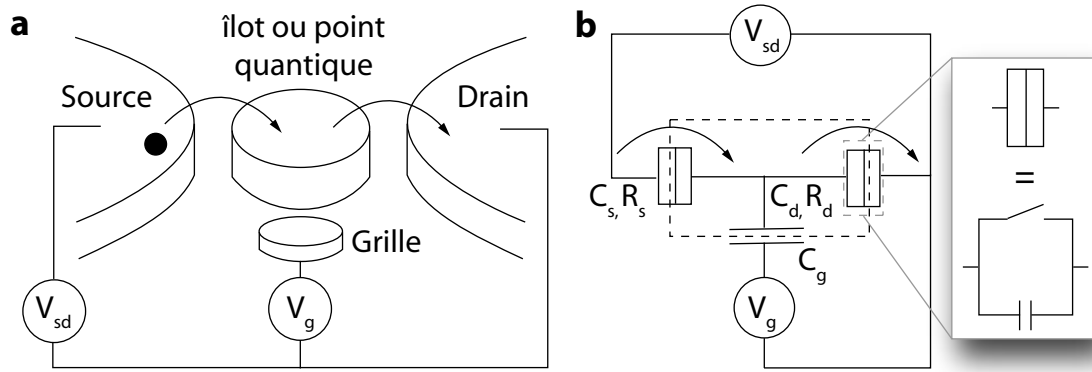 a
îlot ou point
quantique
Source
Drain
Grille
V_sd
V_g
b
V_sd
C_s, R_s
C_d, R_d
C_g
V_g
=